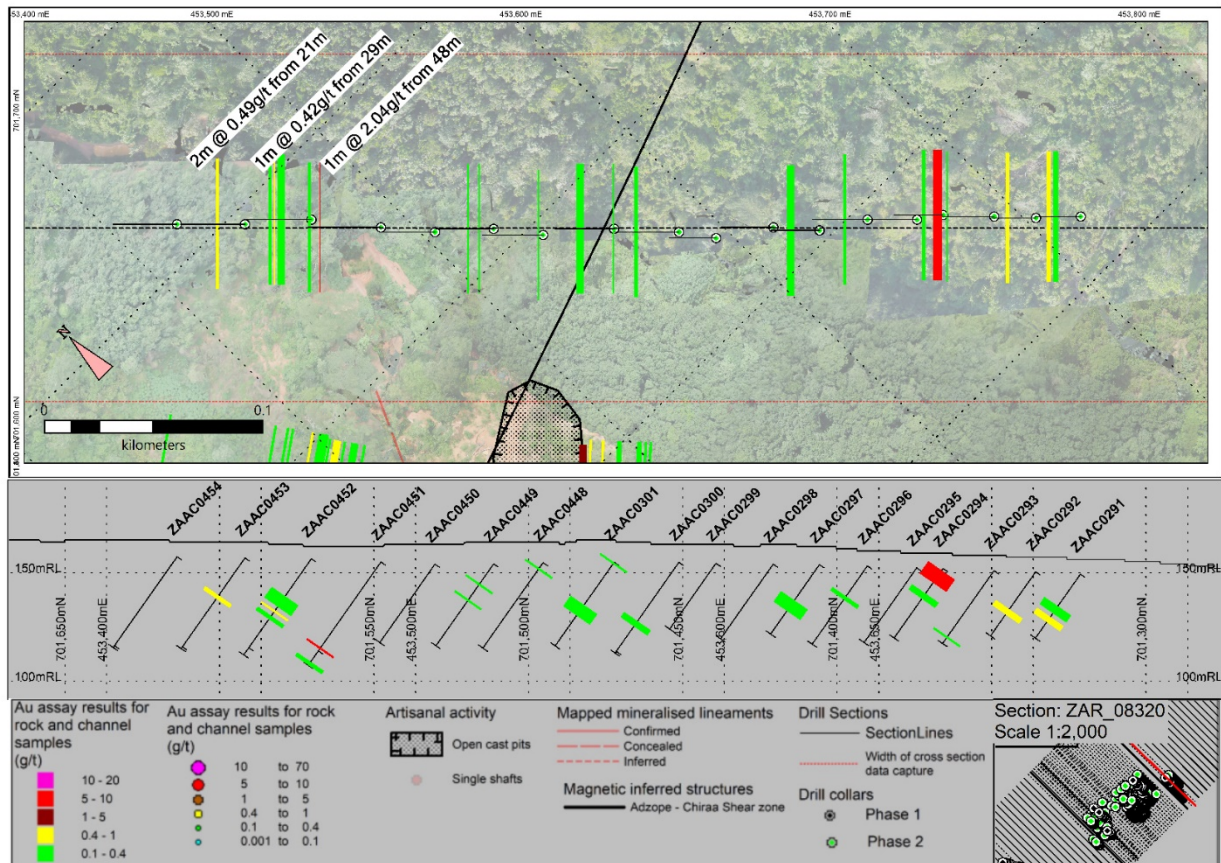 53,400 mE
453,500 mE
453,600 mE
453,700 mE
453,800 mE
2m @ 0.49g/t from 21m
1m @ 0.42g/t from 29m
1m @ 2.04g/t from 48m
701,700 mN
N
0
0.1
kilometers
701,600 mN
ZAAC0454
ZAAC0453
ZAAC0452
ZAAC0451
ZAAC0450
ZAAC0449
ZAAC0448
ZAAC0301
ZAAC0300
ZAAC0299
ZAAC0298
ZAAC0297
ZAAC0296
ZAAC0295
ZAAC0294
ZAAC0293
ZAAC0292
ZAAC0291
150mRL
150mRL
701,650mN
453,400mE
701,550mN
453,500mE
701,500mN
701,450mN
453,600mE
701,400mN
453,650mE
701,300mN
100mRL
100mRL
Au assay results for
rock and channel
samples
(g/t)
10 - 20
5 - 10
1 - 5
0.4 - 1
0.1 - 0.4
Au assay results for rock
and channel samples
(g/t)
10 to 70
5 to 10
1 to 5
0.4 to 1
0.1 to 0.4
0.001 to 0.1
Artisanal activity
Open cast pits
Single shafts
Mapped mineralised lineaments
Confirmed
Concealed
Inferred
Magnetic inferred structures
Adzope - Chiraa Shear zone
Drill Sections
SectionLines
Width of cross section
data capture
Drill collars
Phase 1
Phase 2
Section: ZAR_08320
Scale 1:2,000